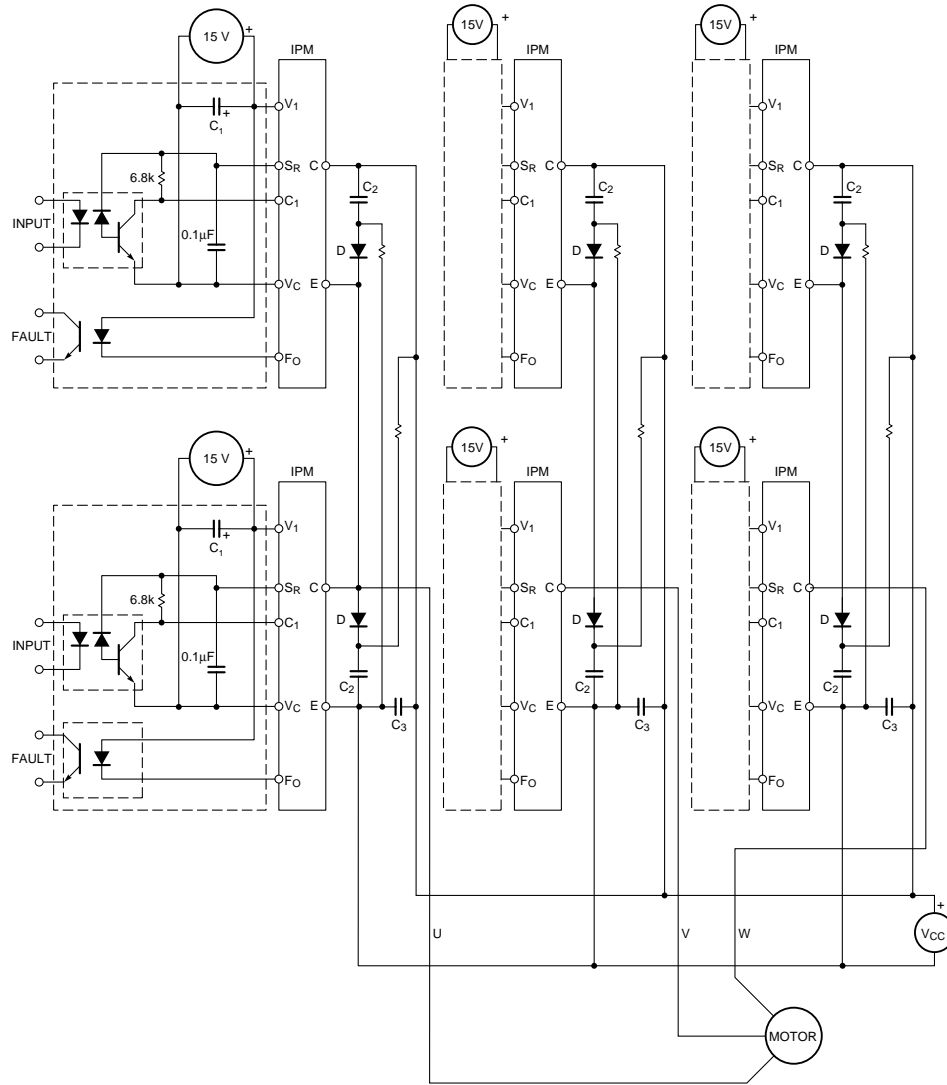 15 V
+
IPM
V1
C1
+
SR
C
6.8k
C1
INPUT
0.1μF
VC
E
FAULT
FO
C2
D
15V
+
IPM
V1
SR
C
C1
VC
E
FO
C2
D
15V
+
IPM
V1
SR
C
C1
VC
E
FO
C2
D
15 V
+
IPM
V1
C1
+
SR
C
6.8k
C1
INPUT
0.1μF
VC
E
FAULT
FO
D
C2
C3
15V
+
IPM
V1
SR
C
C1
VC
E
FO
D
C2
C3
15V
+
IPM
V1
SR
C
C1
VC
E
FO
D
C2
C3
U
V
W
+
VCC
MOTOR